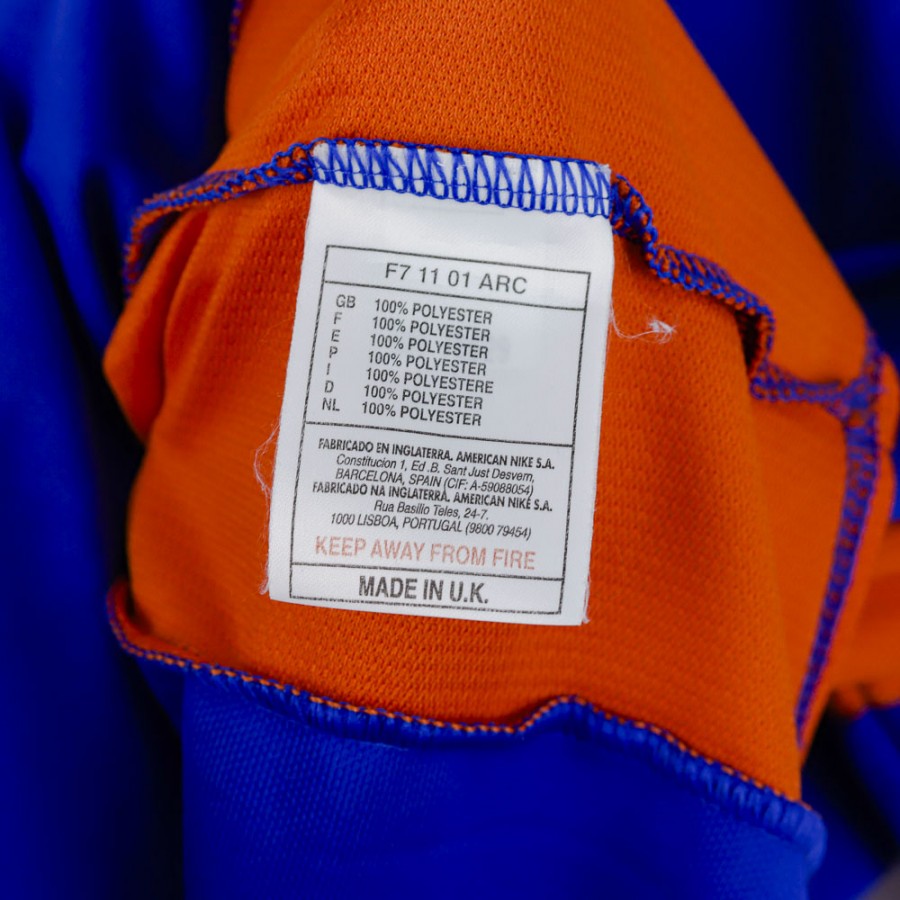 F7 11 01 ARC
GB 100% POLYESTER
F 100% POLYESTER
E 100% POLYESTER
P 100% POLYESTER
I 100% POLYESTERE
D 100% POLYESTER
NL 100% POLYESTER
FABRICADO EN INGLATERRA. AMERICAN NIKE S.A.
Constitucion 1, Ed .B. Sant Just Desvern,
BARCELONA, SPAIN (CIF: A-59088054)
FABRICADO NA INGLATERRA. AMERICAN NIKE S.A.
Rua Basilio Teles, 24-7.
1000 LISBOA, PORTUGAL (9800 79454)
KEEP AWAY FROM FIRE
MADE IN U.K.